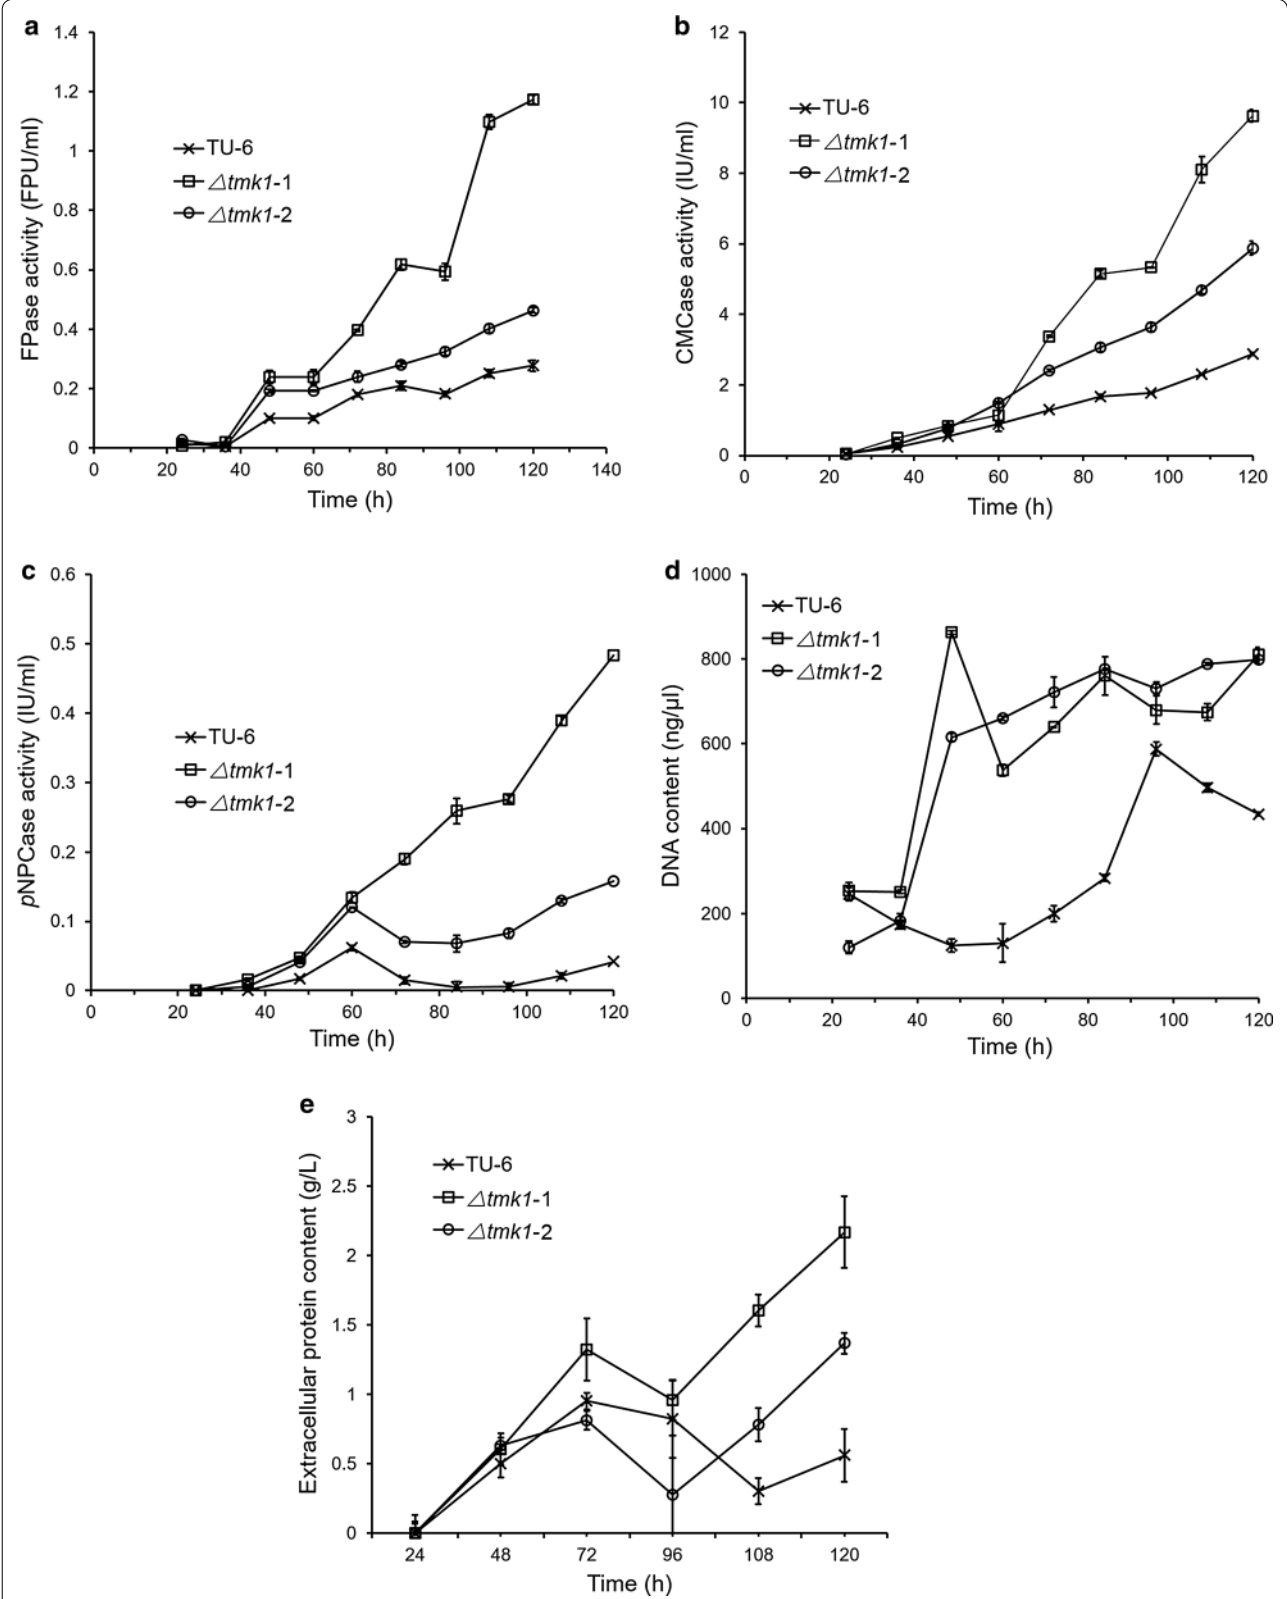 a
1.4
1.2
1
0.8
0.6
0.4
0.2
0
FPase activity (FPU/ml)
TU-6
△tmk1-1
△tmk1-2
0 20 40 60 80 100 120 140
Time (h)
b
12
10
8
6
4
2
0
CMCase activity (IU/ml)
TU-6
△tmk1-1
△tmk1-2
0 20 40 60 80 100 120
Time (h)
c
0.6
0.5
0.4
0.3
0.2
0.1
0
pNPCase activity (IU/ml)
TU-6
△tmk1-1
△tmk1-2
0 20 40 60 80 100 120
Time (h)
d
1000
800
600
400
200
0
DNA content (ng/μl)
TU-6
△tmk1-1
△tmk1-2
0 20 40 60 80 100 120
Time (h)
e
3
2.5
2
1.5
1
0.5
0
Extracellular protein content (g/L)
TU-6
△tmk1-1
△tmk1-2
24 48 72 96 108 120
Time (h)